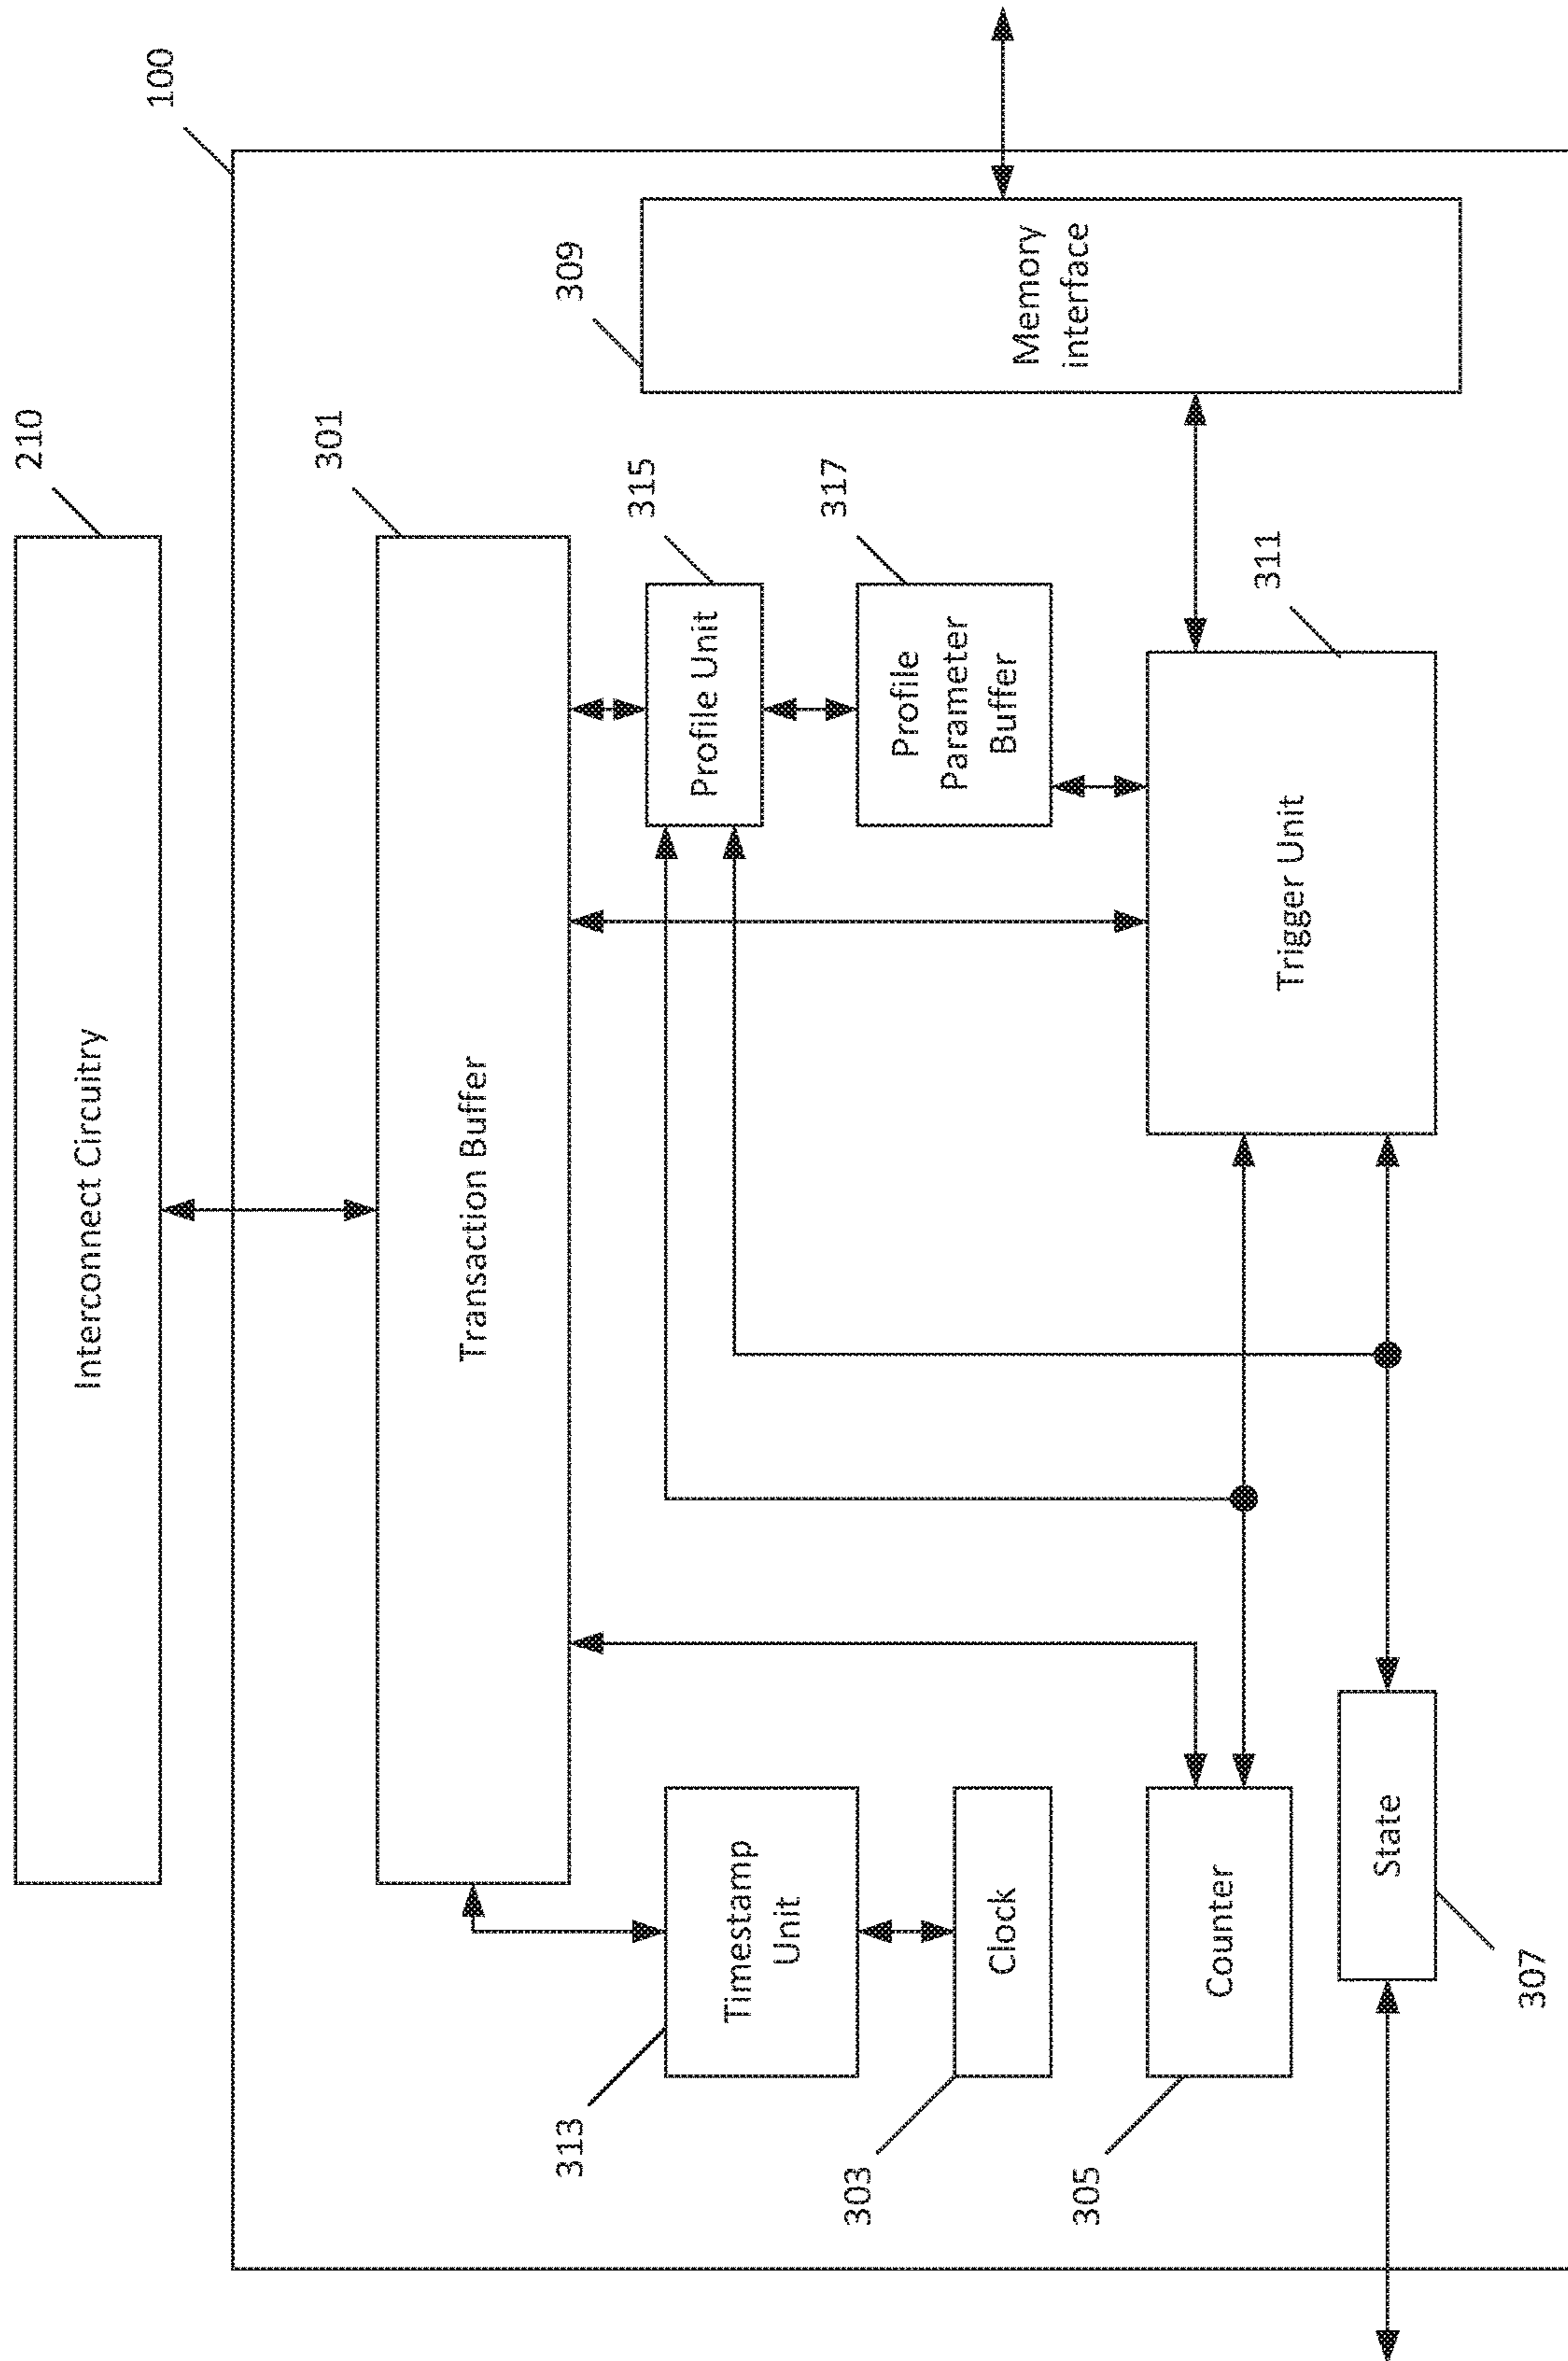 210
Interconnect Circuitry
100
301
Transaction Buffer
313
Timestamp
Unit
315
Profile Unit
309
Memory
interface
303
Clock
317
Profile
Parameter
Buffer
305
Counter
311
Trigger Unit
State
307